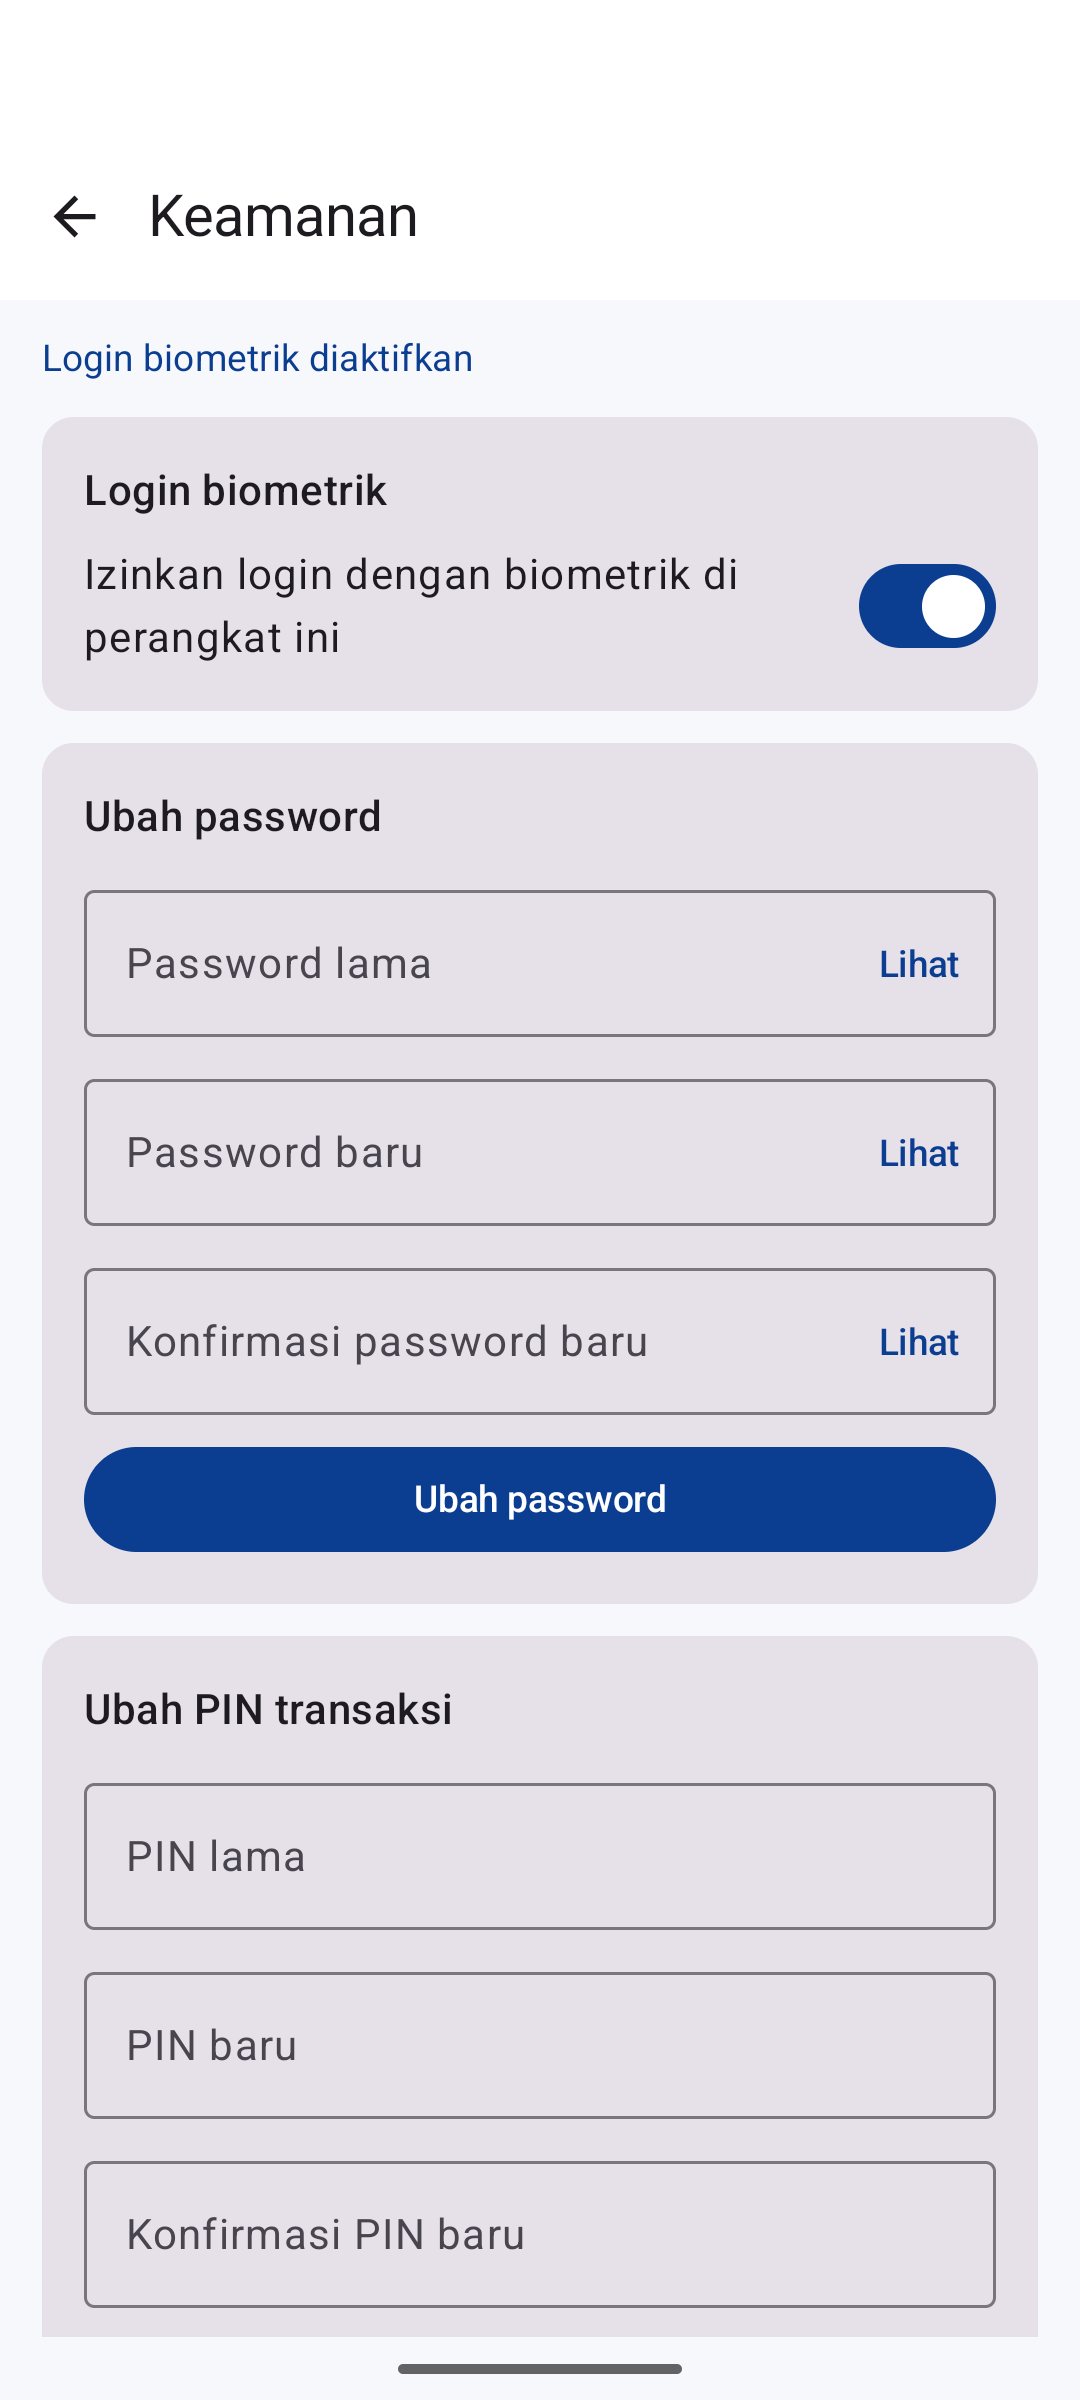 Keamanan
Login biometrik diaktifkan
Login biometrik
Izinkan login dengan biometrik di
perangkat ini
Ubah password
Password lama
Lihat
Password baru
Lihat
Konfirmasi password baru
Lihat
Ubah password
Ubah PIN transaksi
PIN lama
PIN baru
Konfirmasi PIN baru